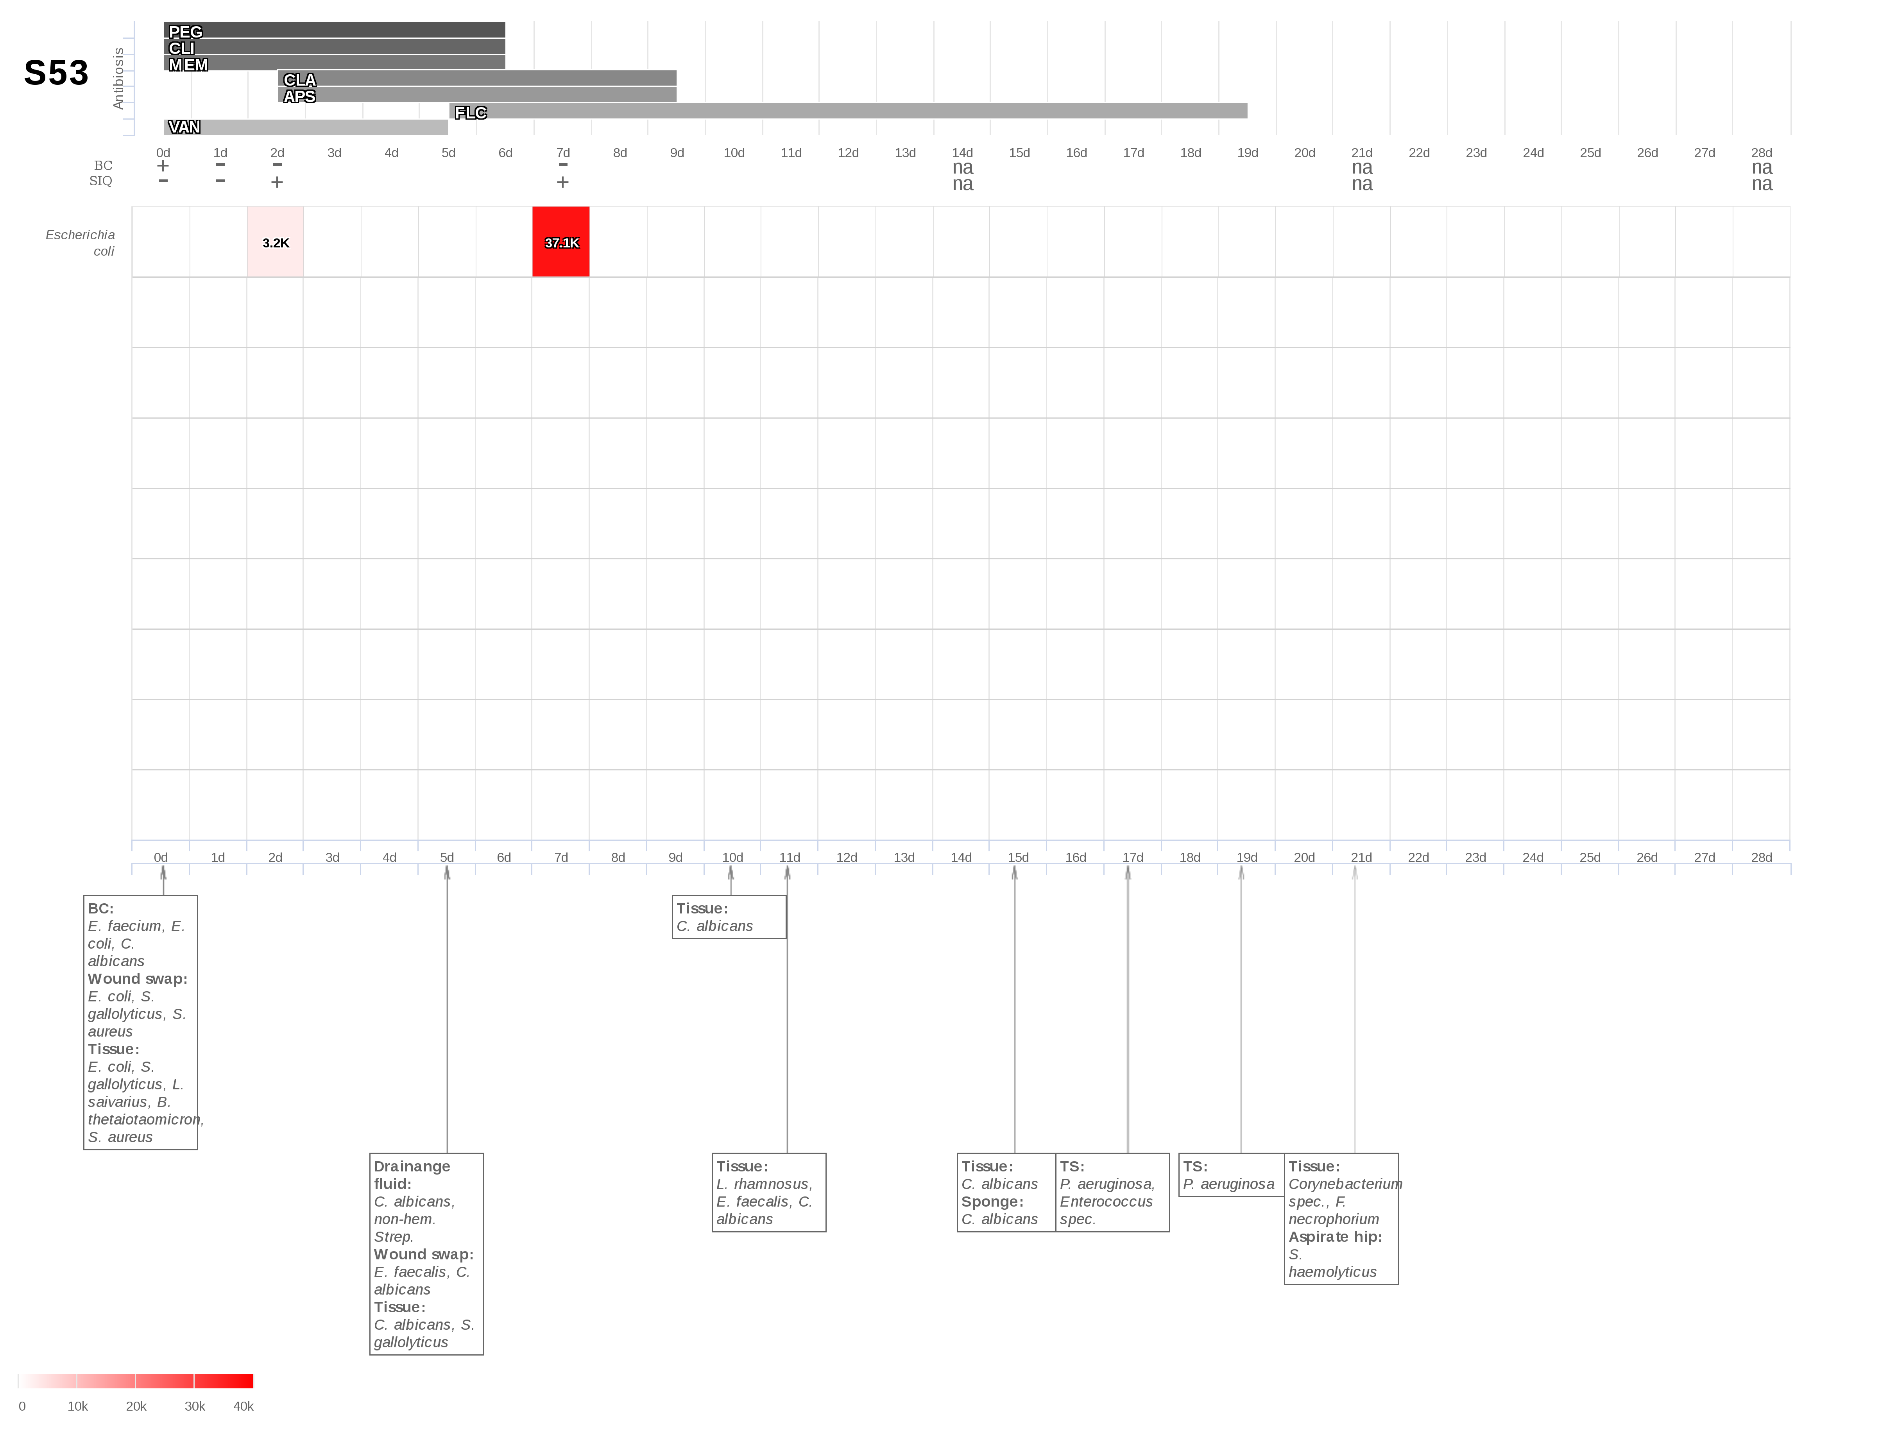 S53
Antibiosis
PEG
CLI
MEM
CLA
APS
FLC
VAN
0d 1d 2d 3d 4d 5d 6d 7d 8d 9d 10d 11d 12d 13d 14d 15d 16d 17d 18d 19d 20d 21d 22d 23d 24d 25d 26d 27d 28d
BC + - - - na na na
SIQ - - + + na na na
Escherichia
coli
3.2K 37.1K
0d 1d 2d 3d 4d 5d 6d 7d 8d 9d 10d 11d 12d 13d 14d 15d 16d 17d 18d 19d 20d 21d 22d 23d 24d 25d 26d 27d 28d
BC:
E. faecium, E.
coli, C.
albicans
Wound swap:
E. coli, S.
gallolyticus, S.
aureus
Tissue:
E. coli, S.
gallolyticus, L.
saivarius, B.
thetaiotaomicron,
S. aureus
Drainange
fluid:
C. albicans,
non-hem.
Strep.
Wound swap:
E. faecalis, C.
albicans
Tissue:
C. albicans, S.
gallolyticus
Tissue:
C. albicans
Tissue:
L. rhamnosus,
E. faecalis, C.
albicans
Tissue:
C. albicans
Sponge:
C. albicans
TS:
P. aeruginosa,
Enterococcus
spec.
TS:
P. aeruginosa
Tissue:
Corynebacterium
spec., F.
necrophorium
Aspirate hip:
S.
haemolyticus
0 10k 20k 30k 40k